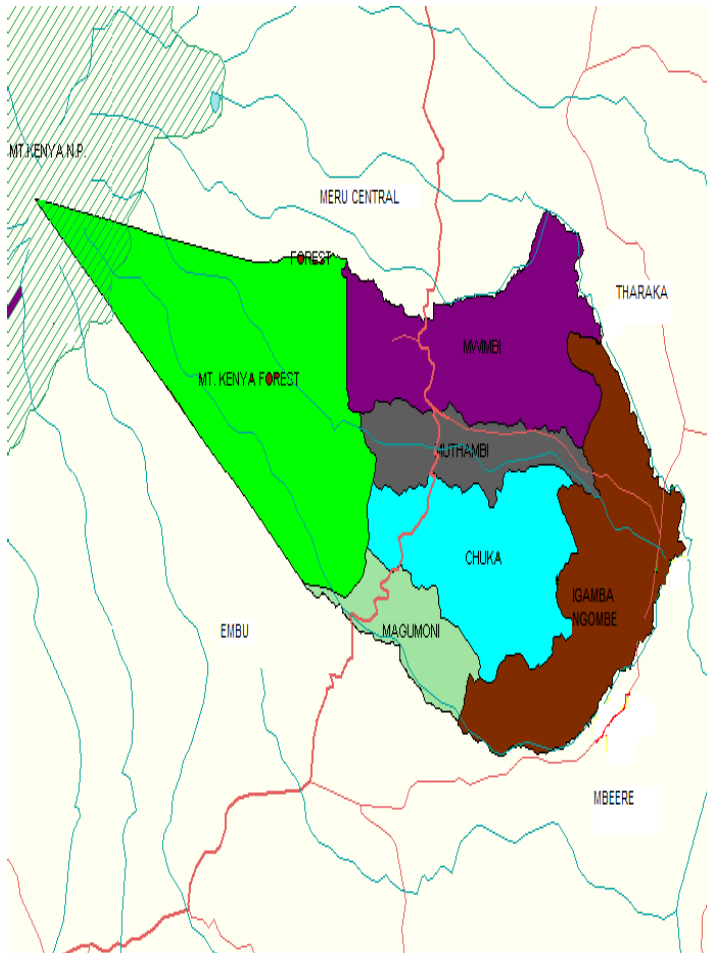 MT.KENYA N.P.
MERU CENTRAL
FOREST
THARAKA
MWIMBI
MT. KENYA FOREST
MUTHAMBI
CHUKA
IGAMBA
NGOMBE
EMBU
MAGUMONI
MBEERE